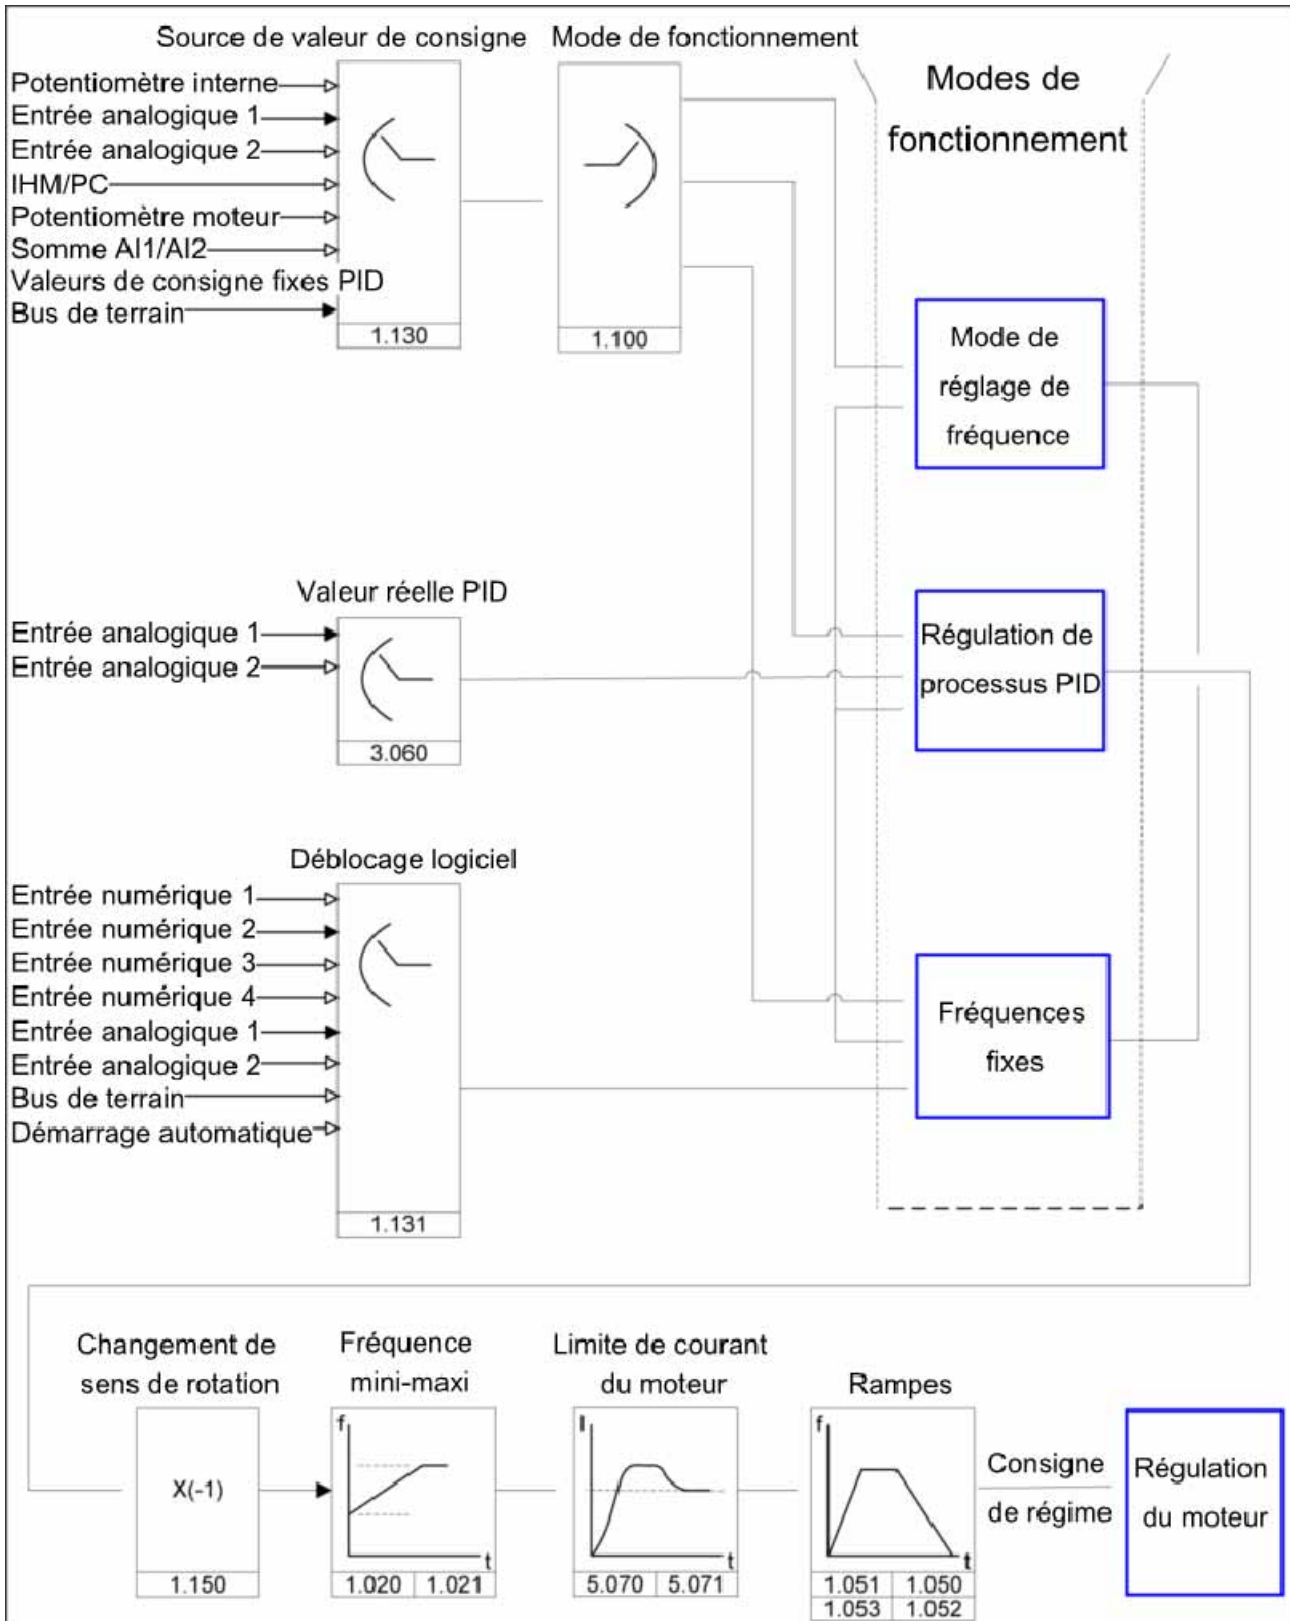 Source de valeur de consigne
Mode de fonctionnement
Modes de
fonctionnement
Potentiomètre interne
Entrée analogique 1
Entrée analogique 2
IHM/PC
Potentiomètre moteur
Somme AI1/AI2
Valeurs de consigne fixes PID
Bus de terrain
1.130
1.100
Mode de
réglage de
fréquence
Valeur réelle PID
Entrée analogique 1
Entrée analogique 2
3.060
Régulation de
processus PID
Déblocage logiciel
Entrée numérique 1
Entrée numérique 2
Entrée numérique 3
Entrée numérique 4
Entrée analogique 1
Entrée analogique 2
Bus de terrain
Démarrage automatique
1.131
Fréquences
fixes
Changement de
sens de rotation
X(-1)
1.150
Fréquence
mini-maxi
f
t
1.020 1.021
Limite de courant
du moteur
I
t
5.070 5.071
Rampes
f
t
1.051 1.050
1.053 1.052
Consigne
de régime
Régulation
du moteur